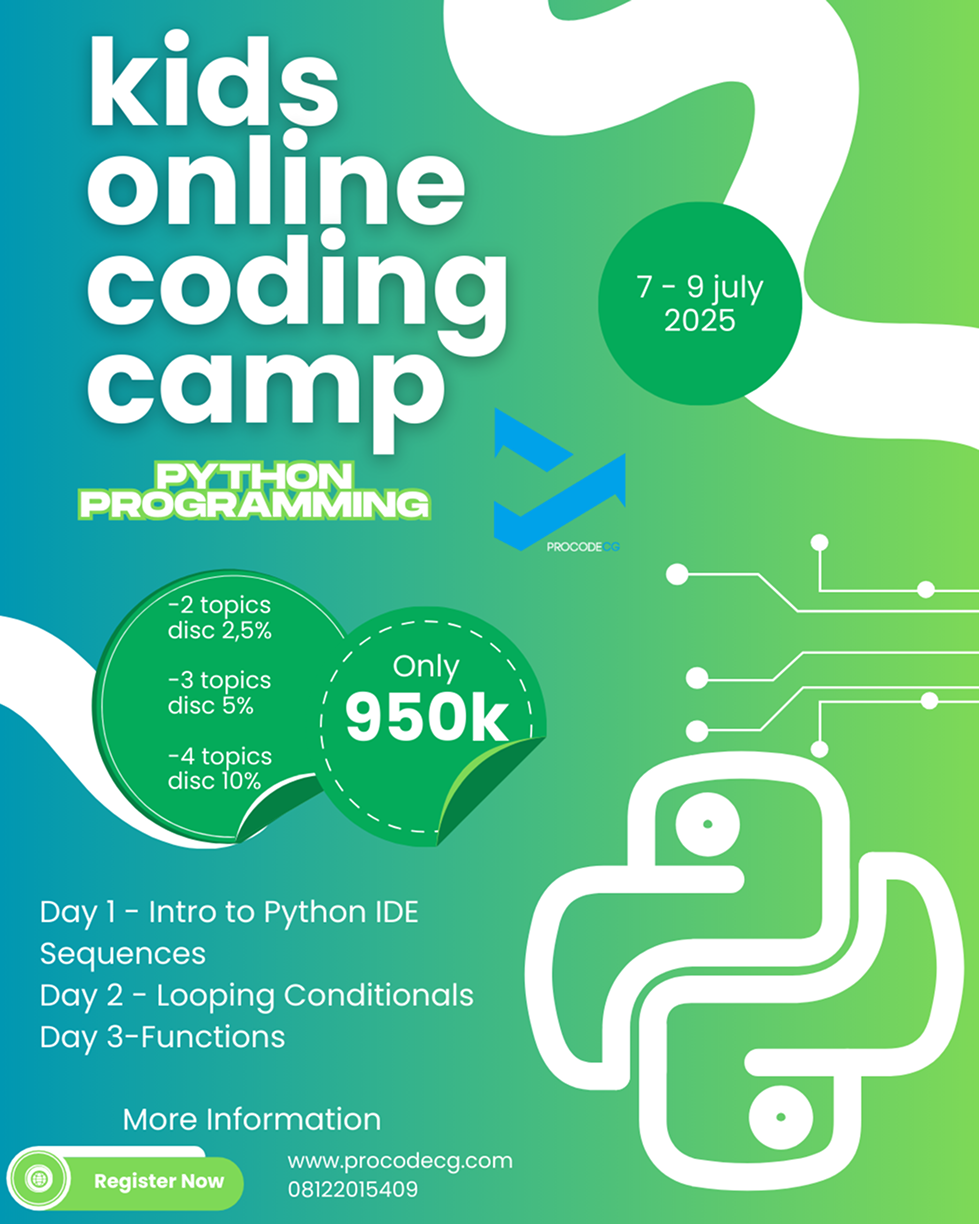 kids
online
coding
camp
7 - 9 july
2025
PYTHON
PROGRAMMING
PROCODECG
-2 topics
disc 2,5%
-3 topics
disc 5%
-4 topics
disc 10%
Only
950k
Day 1 - Intro to Python IDE
Sequences
Day 2 - Looping Conditionals
Day 3-Functions
More Information
Register Now
www.procodecg.com
08122015409